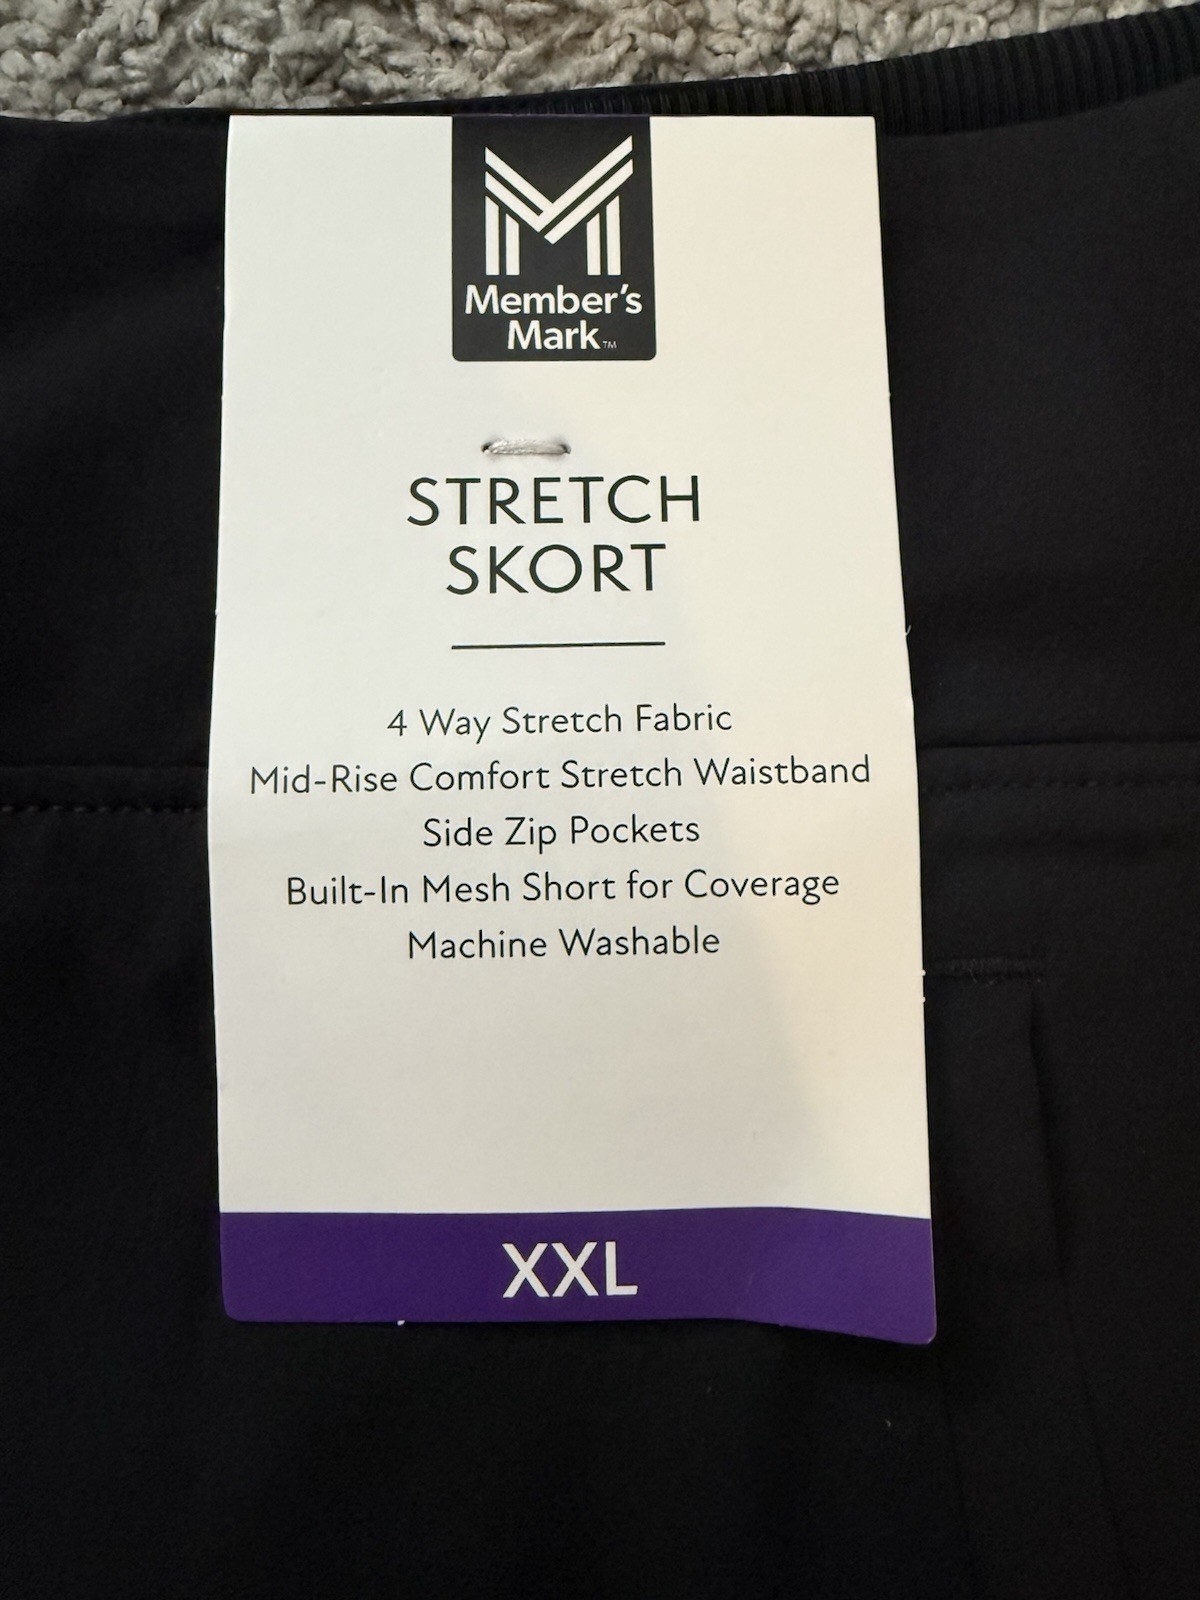 Member's
Mark™
STRETCH
SKORT
4 Way Stretch Fabric
Mid-Rise Comfort Stretch Waistband
Side Zip Pockets
Built-In Mesh Short for Coverage
Machine Washable
XXL